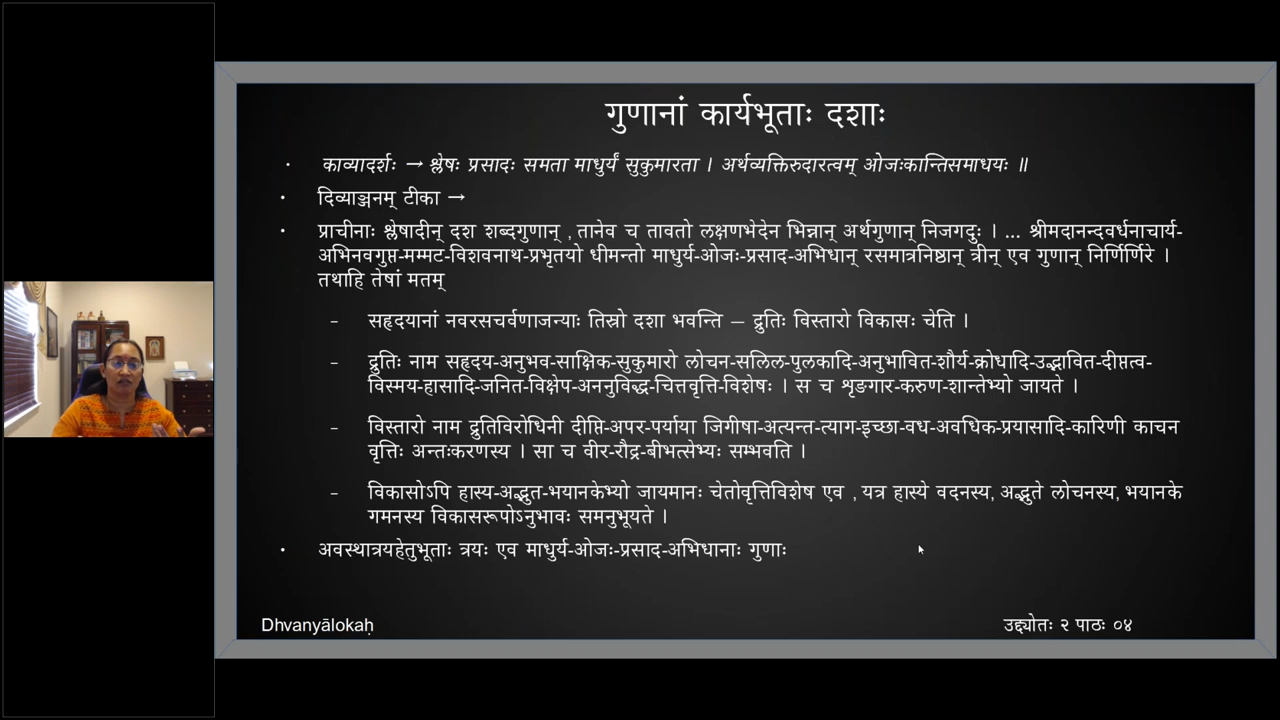 गुणानां कार्यभूताः दशाः
• काव्यादर्शः → श्लेषः प्रसादः समता माधुर्यं सुकुमारता । अर्थव्यक्तिरुदारत्वम् ओजःकान्तिसमाधयः ॥
• दिव्याञ्जनम् टीका →
• प्राचीनाः श्लेषादीन् दश शब्दगुणान् , तानेव च तावतो लक्षणभेदेन भिन्नान् अर्थगुणान् निजगदुः । ... श्रीमदानन्दवर्धनाचार्य-
अभिनवगुप्त-मम्मट-विशवनाथ-प्रभृतयो धीमन्तो माधुर्य-ओजः-प्रसाद-अभिधान् रसमात्रनिष्ठान् त्रीन् एव गुणान् निर्णिर्णिरे ।
तथाहि तेषां मतम्
– सहृदयानां नवरसचर्वणाजन्याः तिस्रो दशा भवन्ति – द्रुतिः विस्तारो विकासः चेति ।
– द्रुतिः नाम सहृदय-अनुभव-साक्षिक-सुकुमारो लोचन-सलिल-पुलकादि-अनुभावित-शौर्य-क्रोधादि-उद्भावित-दीप्तत्व-
विस्मय-हासादि-जनित-विक्षेप-अननुविद्ध-चित्तवृत्ति-विशेषः । स च शृङगार-करुण-शान्तेभ्यो जायते ।
– विस्तारो नाम द्रुतिविरोधिनी दीप्ति-अपर-पर्याया जिगीषा-अत्यन्त-त्याग-इच्छा-वध-अवधिक-प्रयासादि-कारिणी काचन
वृत्तिः अन्तःकरणस्य । सा च वीर-रौद्र-बीभत्सेभ्यः सम्भवति ।
– विकासोऽपि हास्य-अद्भुत-भयानकेभ्यो जायमानः चेतोवृत्तिविशेष एव , यत्र हास्ये वदनस्य, अद्भुते लोचनस्य, भयानके
गमनस्य विकासरूपोऽनुभावः समनुभूयते ।
• अवस्थात्रयहेतुभूताः त्रयः एव माधुर्य-ओजः-प्रसाद-अभिधानाः गुणाः
Dhvanyālokaḥ
उद्द्योतः २ पाठः ०४